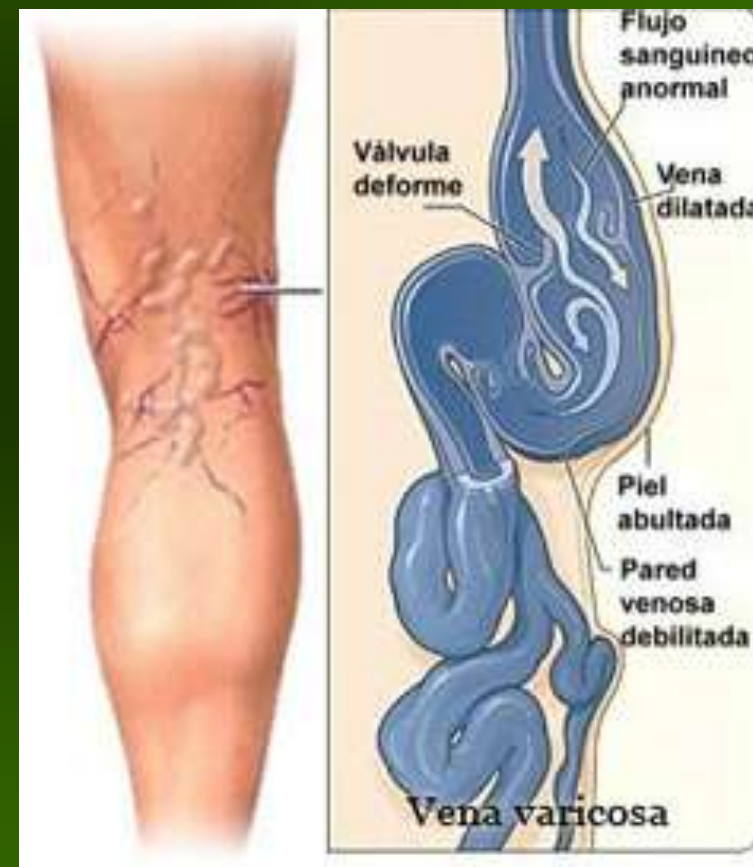 Flujo
sanguineo
anormal
Válvula
deforme
Vena
dilatada
Piel
abultada
Pared
venosa
debilitada
Vena varicosa